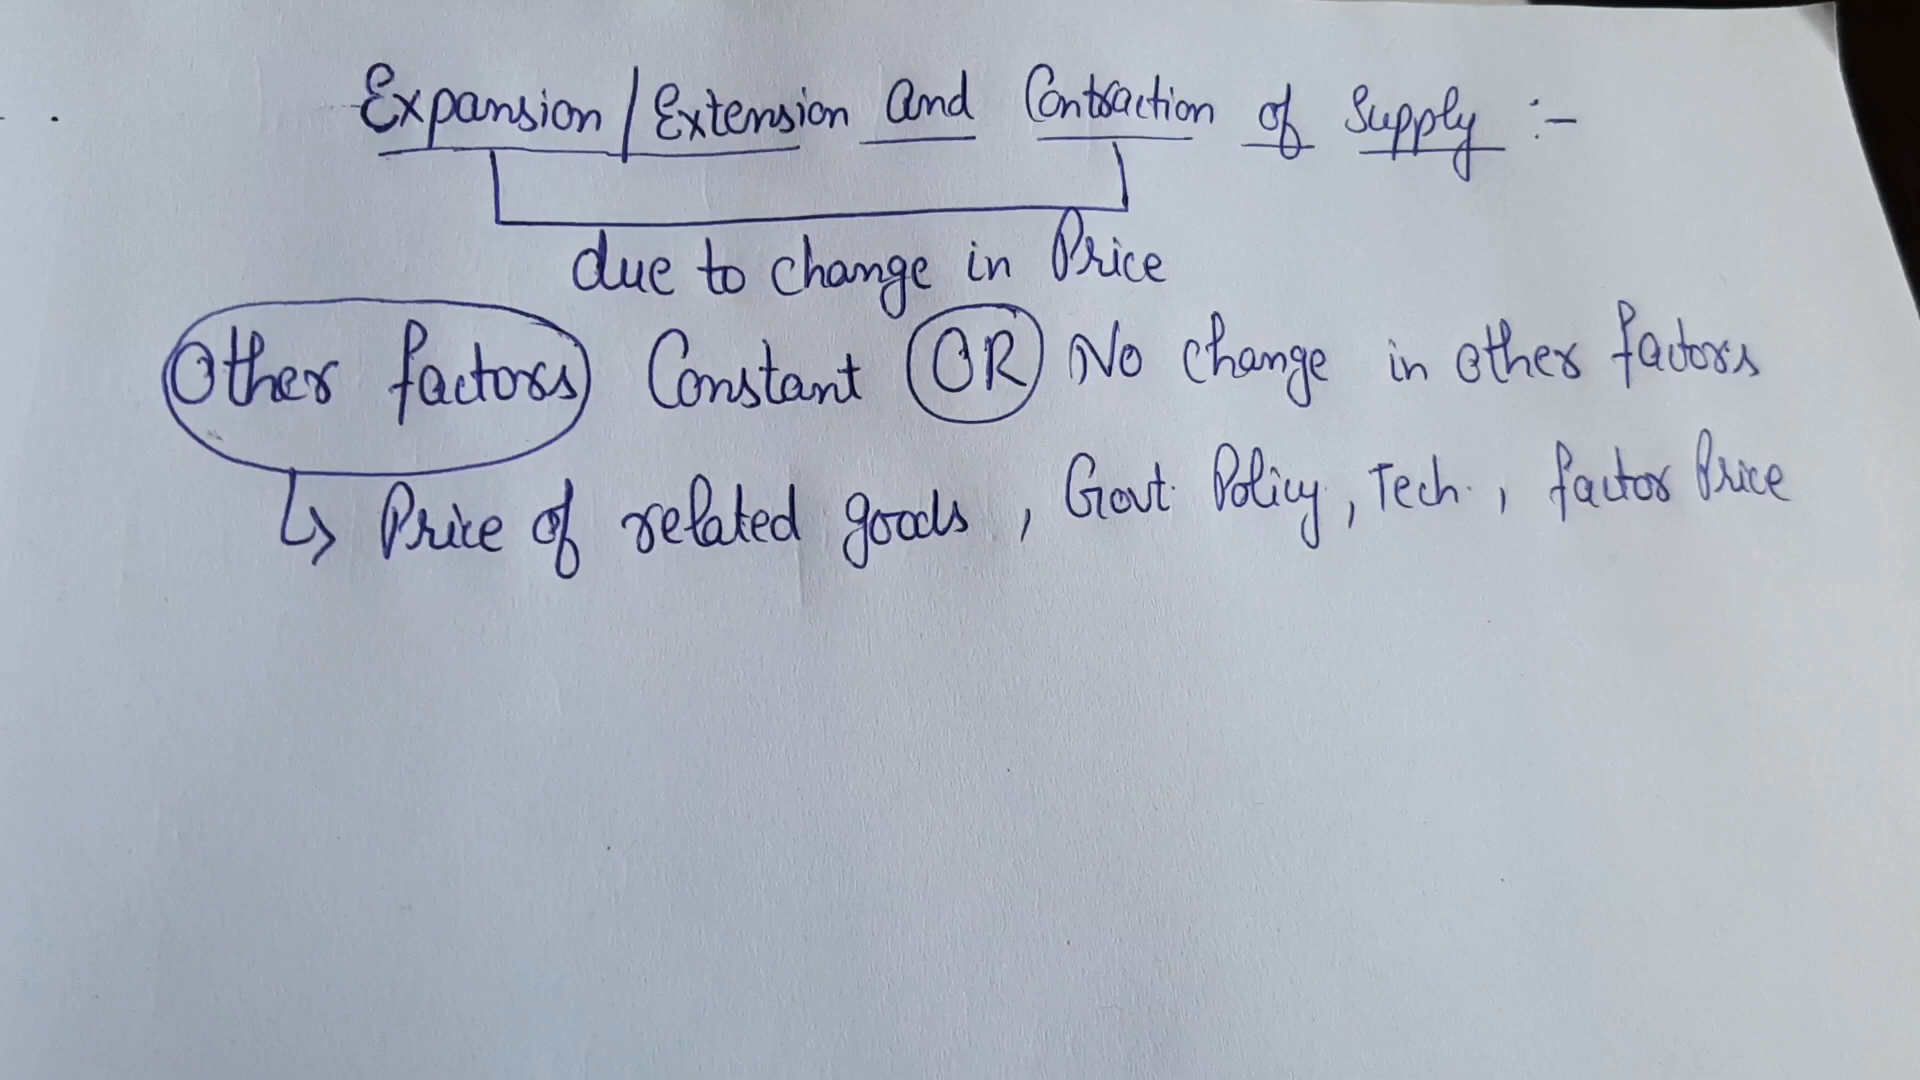 Expansion/Extension and Contraction of Supply :-
due to change in Price
Other factors Constant OR No change in other factors
↳ Price of related goods, Govt. Policy, Tech., factor Price